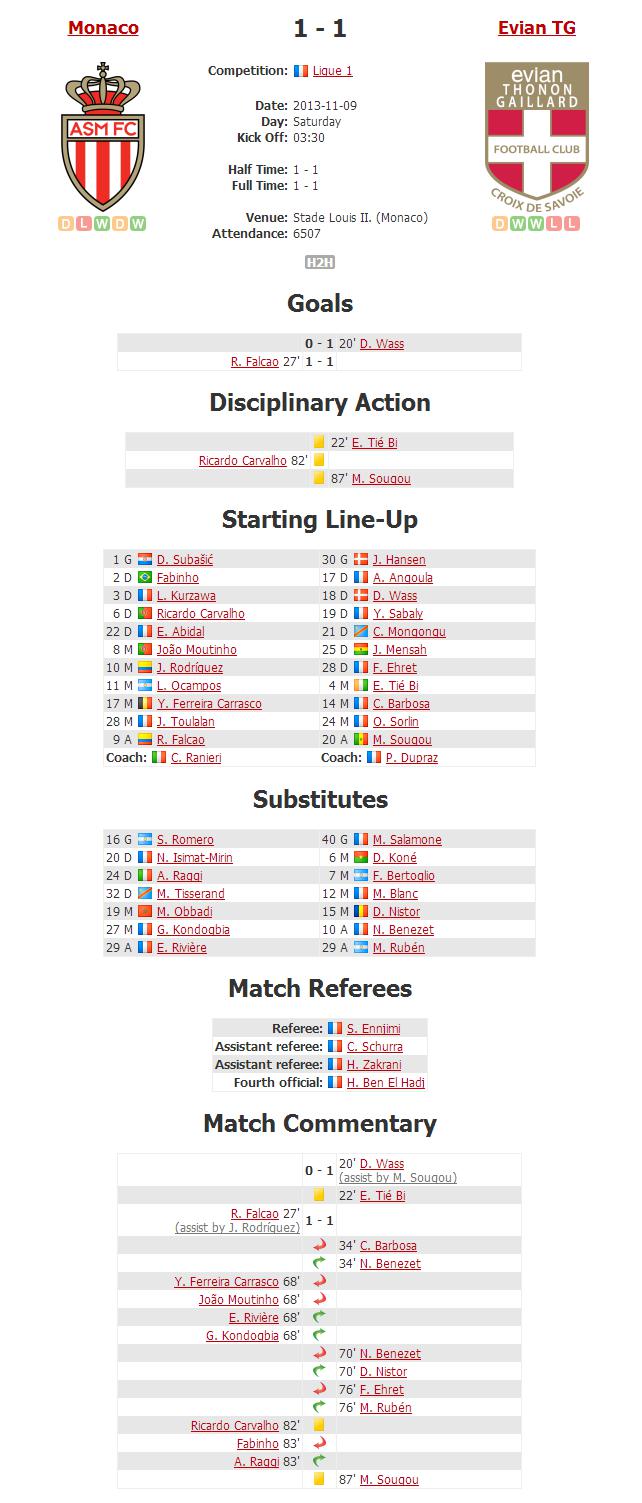 Monaco 1 - 1 Evian TG
Competition: Ligue 1
ASM FC
evian
THONON
GAILLARD
FOOTBALL CLUB
CROIX DE SAVOIE
Date: 2013-11-09
Day: Saturday
Kick Off: 03:30
Half Time: 1 - 1
Full Time: 1 - 1
Venue: Stade Louis II. (Monaco)
Attendance: 6507
D L W D W
D W W L L
H2H
Goals
0 - 1 20' D. Wass
R. Falcao 27' 1 - 1
Disciplinary Action
22' E. Tié Bi
Ricardo Carvalho 82'
87' M. Sougou
Starting Line-Up
1 G D. Subašić 30 G J. Hansen
2 D Fabinho 17 D A. Angoula
3 D L. Kurzawa 18 D D. Wass
6 D Ricardo Carvalho 19 D Y. Sabaly
22 D E. Abidal 21 D C. Mongongu
8 M João Moutinho 25 D J. Mensah
10 M J. Rodríguez 28 D F. Ehret
11 M L. Ocampos 4 M E. Tié Bi
17 M Y. Ferreira Carrasco 14 M C. Barbosa
28 M J. Toulalan 24 M O. Sorlin
9 A R. Falcao 20 A M. Sougou
Coach: C. Ranieri Coach: P. Dupraz
Substitutes
16 G S. Romero 40 G M. Salamone
20 D N. Isimat-Mirin 6 M D. Koné
24 D A. Raggi 7 M F. Bertoglio
32 D M. Tisserand 12 M M. Blanc
19 M M. Obbadi 15 M D. Nistor
27 M G. Kondogbia 10 A N. Benezet
29 A E. Rivière 29 A M. Rubén
Match Referees
Referee: S. Ennjimi
Assistant referee: C. Schurra
Assistant referee: H. Zakrani
Fourth official: H. Ben El Hadj
Match Commentary
0 - 1 20' D. Wass
(assist by M. Sougou)
22' E. Tié Bi
R. Falcao 27' 1 - 1
(assist by J. Rodríguez)
34' C. Barbosa
34' N. Benezet
Y. Ferreira Carrasco 68'
João Moutinho 68'
E. Rivière 68'
G. Kondogbia 68'
70' N. Benezet
70' D. Nistor
76' F. Ehret
76' M. Rubén
Ricardo Carvalho 82'
Fabinho 83'
A. Raggi 83'
87' M. Sougou